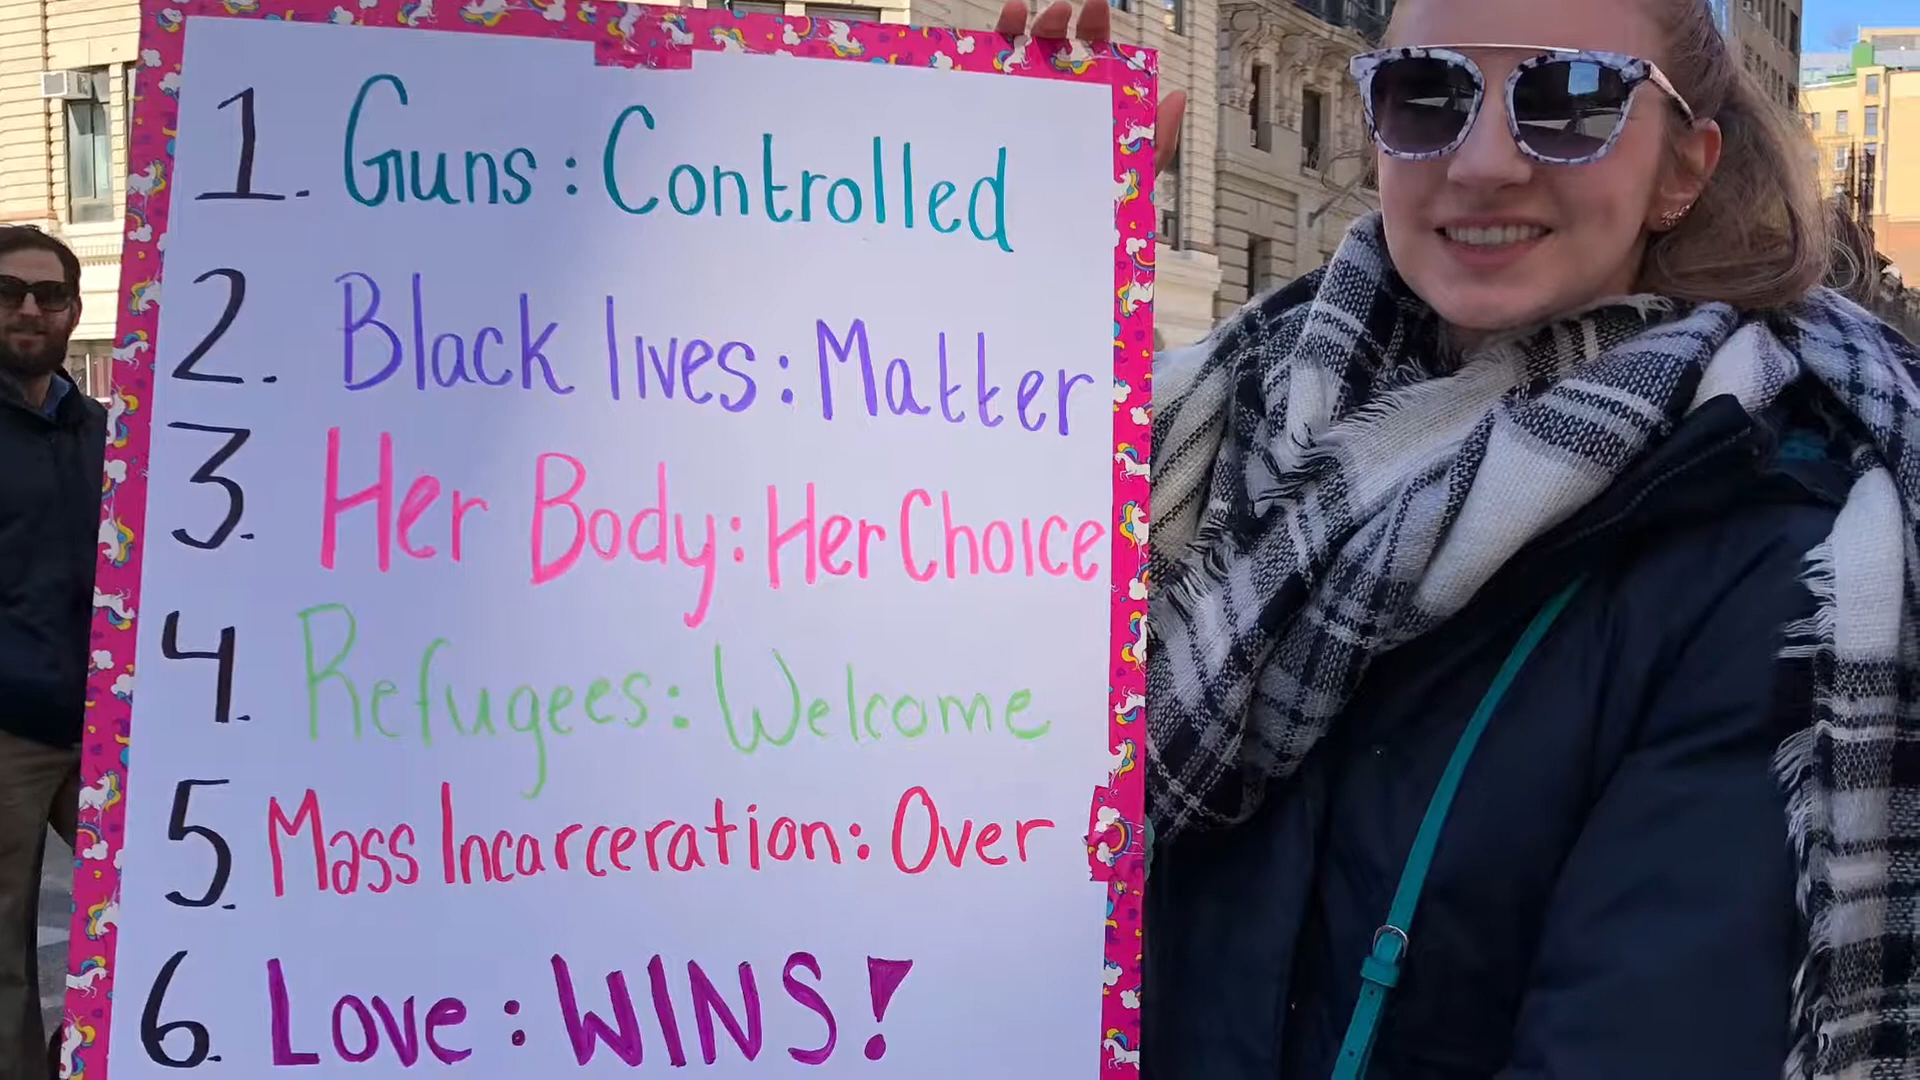 1. Guns: Controlled
2. Black lives: Matter
3. Her Body: Her Choice
4. Refugees: Welcome
5. Mass Incarceration: Over
6. Love: WINS!